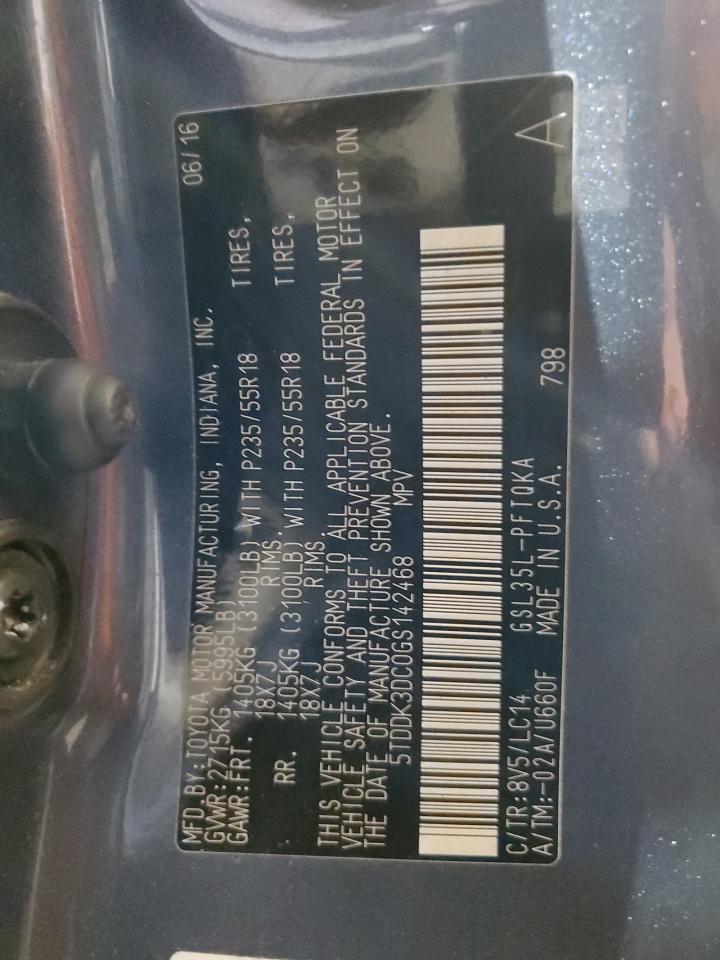 MFD.BY:TOYOTA MOTOR MANUFACTURING, INDIANA, INC. 06/16
GVWR:2715KG (5995LB)
GAWR:FRT. 1405KG (3100LB) WITH P235/55R18 TIRES,
18X7J RIMS,
RR. 1405KG (3100LB) WITH P235/55R18 TIRES,
18X7J RIMS
THIS VEHICLE CONFORMS TO ALL APPLICABLE FEDERAL MOTOR
VEHICLE SAFETY AND THEFT PREVENTION STANDARDS IN EFFECT ON
THE DATE OF MANUFACTURE SHOWN ABOVE.
5TDDK3DC0GS142468 MPV
C/TR:8V5/LC14 GSL35L-PFTQKA A
A/TM:-02A/U660F MADE IN U.S.A. 798